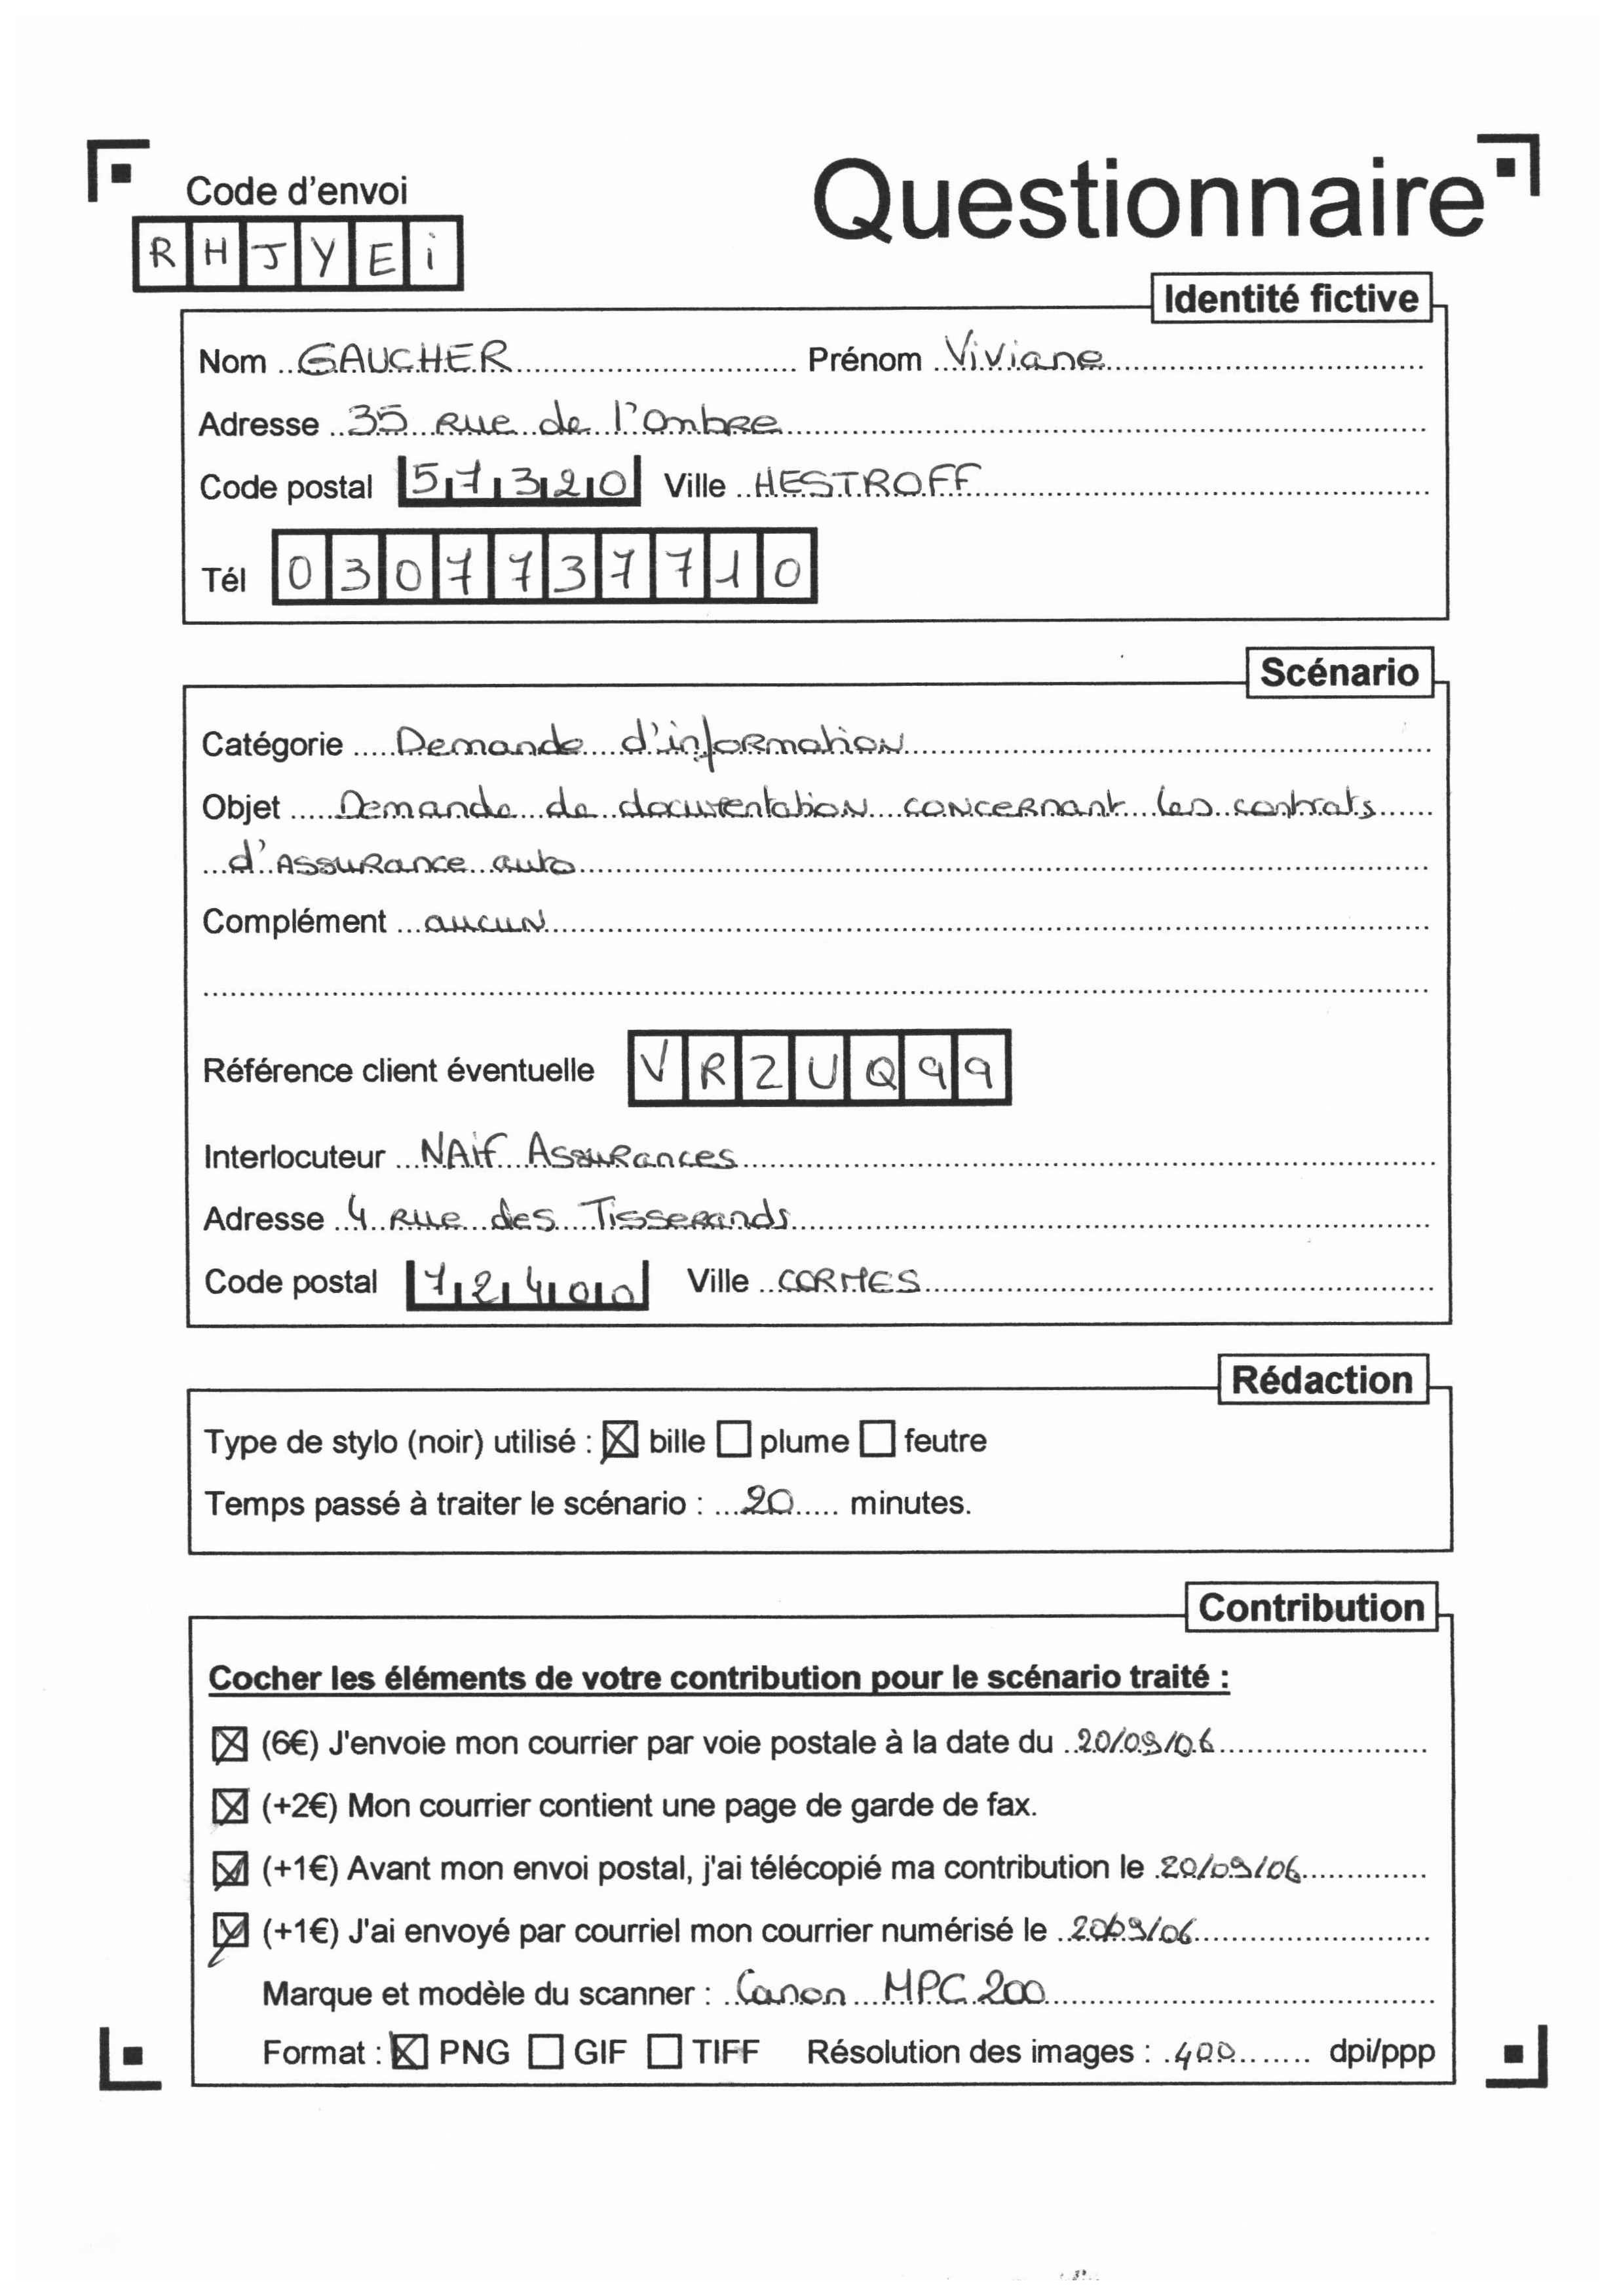 Questionnaire
Code d'envoi
RHJYEi
Identité fictive
Nom GAUCHER Prénom Viviane
Adresse 35 Rue de l'Ombre
Code postal 57320 Ville HESTROFF
Tél 0307737710
Scénario
Catégorie Demande d'information
Objet Demande de documentation concernant les contrats
d'Assurance auto
Complément aucun
Référence client éventuelle VRZUQ99
Interlocuteur NAiF Assurances
Adresse 4 Rue des Tisserands
Code postal 72400 Ville CORMES
Rédaction
Type de stylo (noir) utilisé : bille plume feutre
Temps passé à traiter le scénario : 20 minutes.
Contribution
Cocher les éléments de votre contribution pour le scénario traité :
(6€) J'envoie mon courrier par voie postale à la date du 20/09/06
(+2€) Mon courrier contient une page de garde de fax.
(+1€) Avant mon envoi postal, j'ai télécopié ma contribution le 20/09/06
(+1€) J'ai envoyé par courriel mon courrier numérisé le 20/09/06
Marque et modèle du scanner : Canon MPC 200
Format : PNG GIF TIFF Résolution des images : 400 dpi/ppp